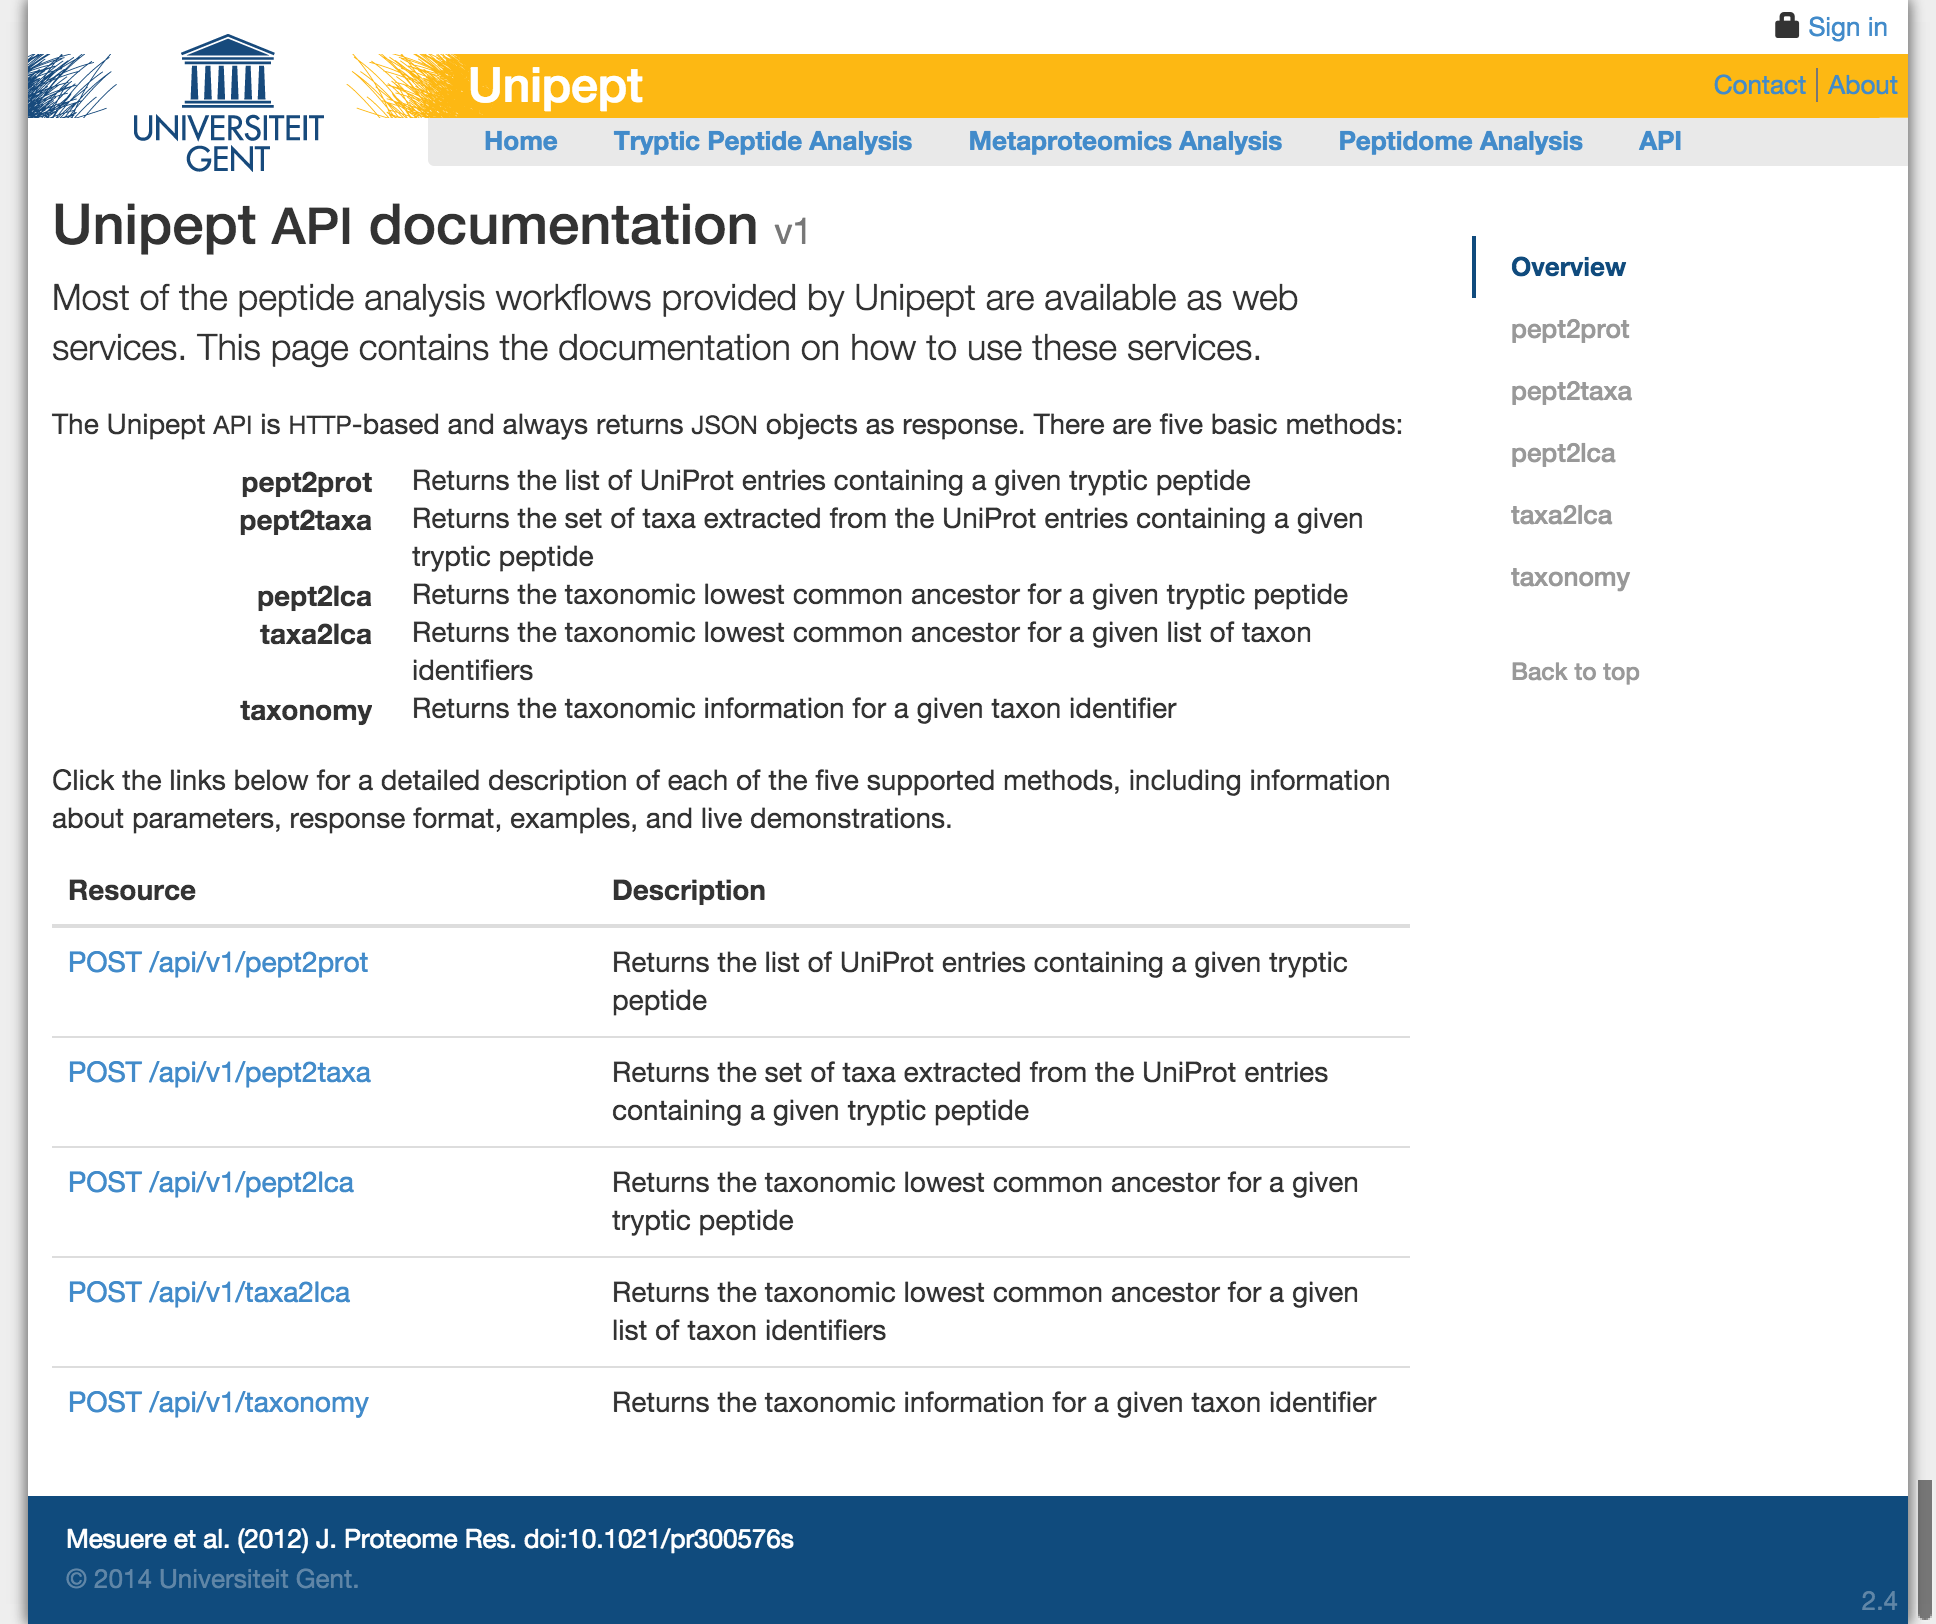 Sign in
UNIVERSITEIT
GENT
Unipept
Contact
About
Home
Tryptic Peptide Analysis
Metaproteomics Analysis
Peptidome Analysis
API
Unipept API documentation v1
Most of the peptide analysis workflows provided by Unipept are available as web
services. This page contains the documentation on how to use these services.
The Unipept API is HTTP-based and always returns JSON objects as response. There are five basic methods:
pept2prot Returns the list of UniProt entries containing a given tryptic peptide
pept2taxa Returns the set of taxa extracted from the UniProt entries containing a given
tryptic peptide
pept2lca Returns the taxonomic lowest common ancestor for a given tryptic peptide
taxa2lca Returns the taxonomic lowest common ancestor for a given list of taxon
identifiers
taxonomy Returns the taxonomic information for a given taxon identifier
Click the links below for a detailed description of each of the five supported methods, including information
about parameters, response format, examples, and live demonstrations.
Resource Description
POST /api/v1/pept2prot Returns the list of UniProt entries containing a given tryptic
peptide
POST /api/v1/pept2taxa Returns the set of taxa extracted from the UniProt entries
containing a given tryptic peptide
POST /api/v1/pept2lca Returns the taxonomic lowest common ancestor for a given
tryptic peptide
POST /api/v1/taxa2lca Returns the taxonomic lowest common ancestor for a given
list of taxon identifiers
POST /api/v1/taxonomy Returns the taxonomic information for a given taxon identifier
Overview
pept2prot
pept2taxa
pept2lca
taxa2lca
taxonomy
Back to top
Mesuere et al. (2012) J. Proteome Res. doi:10.1021/pr300576s
© 2014 Universiteit Gent.
2.4